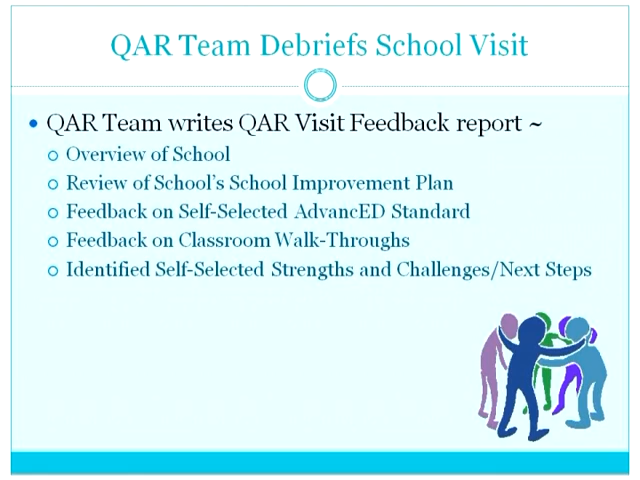 QAR Team Debriefs School Visit
QAR Team writes QAR Visit Feedback report ~
Overview of School
Review of School's School Improvement Plan
Feedback on Self-Selected AdvancED Standard
Feedback on Classroom Walk-Throughs
Identified Self-Selected Strengths and Challenges/Next Steps